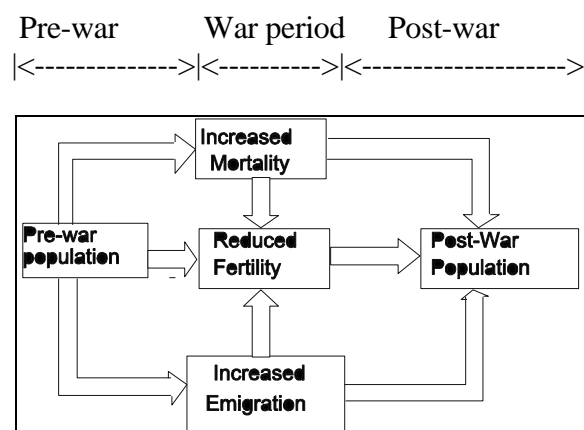 Pre-war War period Post-war
|<--------------->|<------------>|<--------------------->|
Increased
Mortality
Pre-war
population
Reduced
Fertility
Post-War
Population
Increased
Emigration